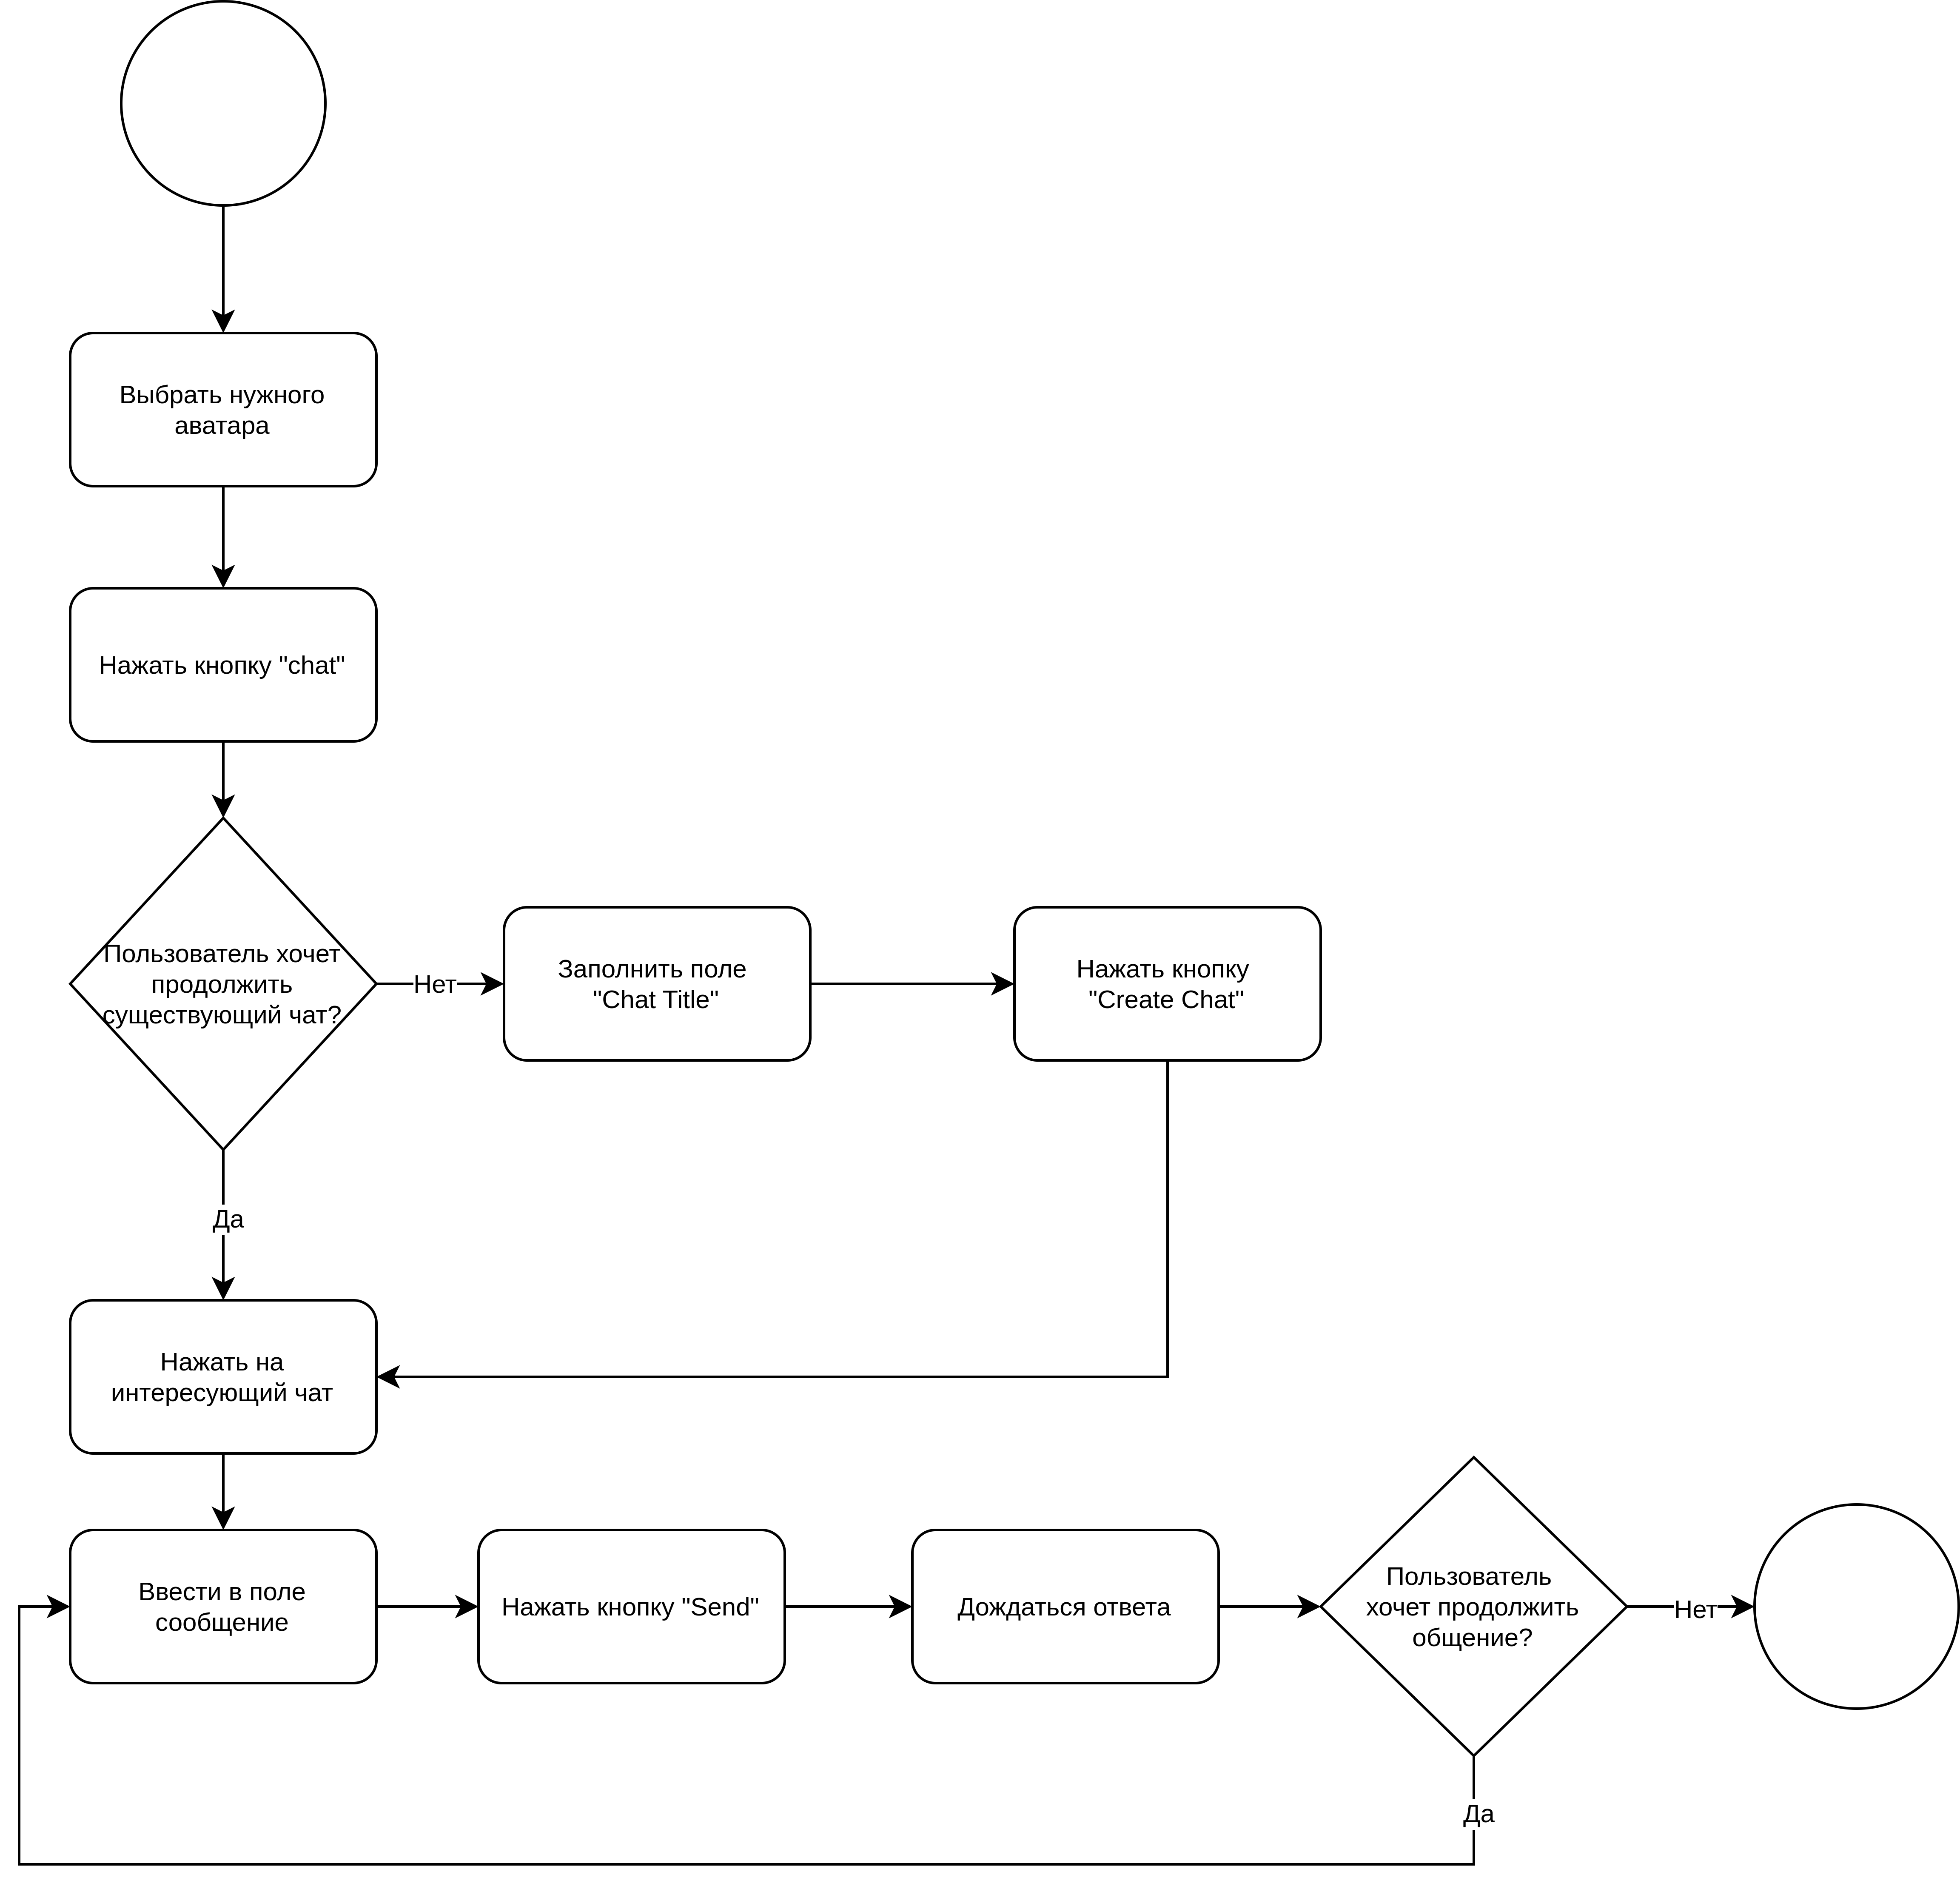 Выбрать нужного
аватара
Нажать кнопку "chat"
Пользователь хочет
продолжить
существующий чат?
Нет
Заполнить поле
"Chat Title"
Нажать кнопку
"Create Chat"
Да
Нажать на
интересующий чат
Ввести в поле
сообщение
Нажать кнопку "Send"
Дождаться ответа
Пользователь
хочет продолжить
общение?
Нет
Да